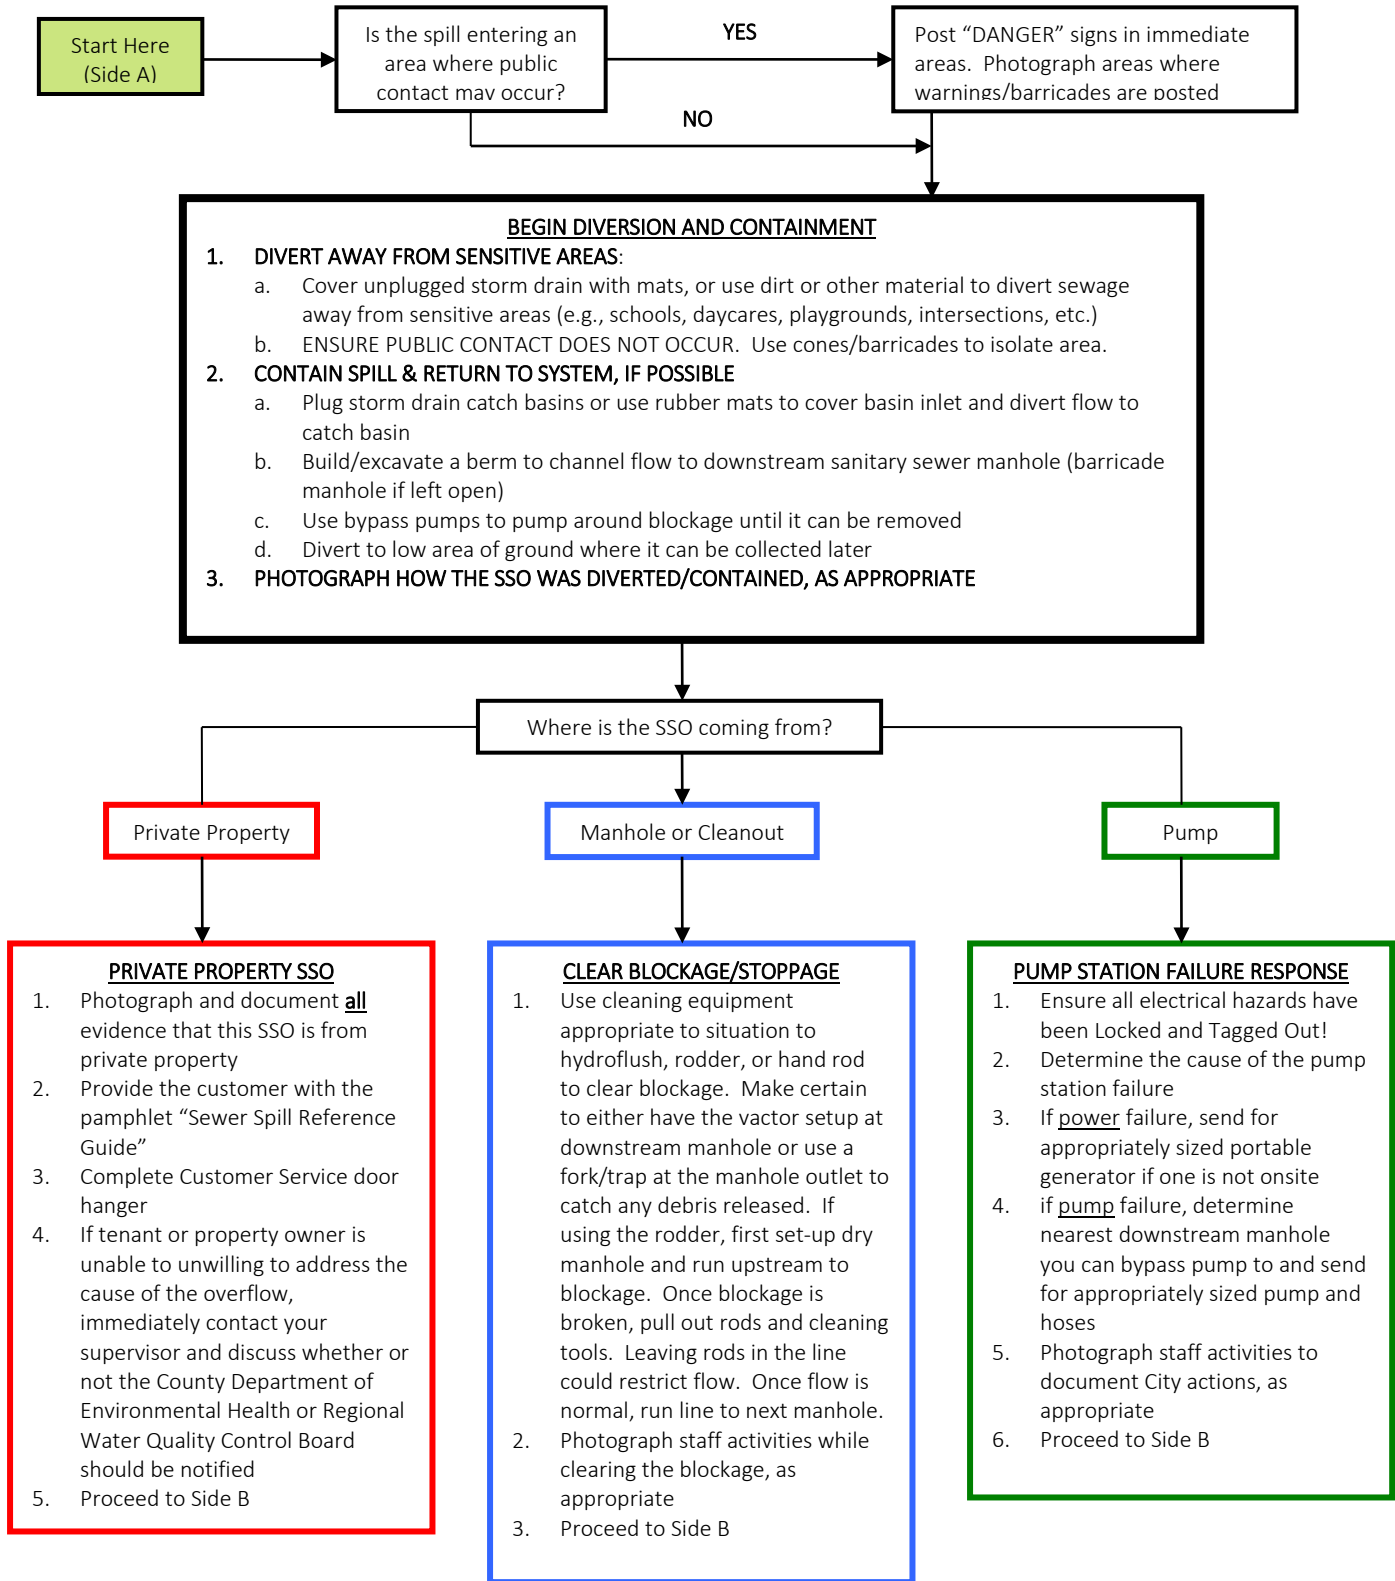 Start Here
(Side A)
Is the spill entering an
area where public
contact may occur?
YES
Post “DANGER” signs in immediate
areas.  Photograph areas where
warnings/barricades are posted
NO
BEGIN DIVERSION AND CONTAINMENT
1. DIVERT AWAY FROM SENSITIVE AREAS:
a. Cover unplugged storm drain with mats, or use dirt or other material to divert sewage
away from sensitive areas (e.g., schools, daycares, playgrounds, intersections, etc.)
b. ENSURE PUBLIC CONTACT DOES NOT OCCUR.  Use cones/barricades to isolate area.
2. CONTAIN SPILL & RETURN TO SYSTEM, IF POSSIBLE
a. Plug storm drain catch basins or use rubber mats to cover basin inlet and divert flow to
catch basin
b. Build/excavate a berm to channel flow to downstream sanitary sewer manhole (barricade
manhole if left open)
c. Use bypass pumps to pump around blockage until it can be removed
d. Divert to low area of ground where it can be collected later
3. PHOTOGRAPH HOW THE SSO WAS DIVERTED/CONTAINED, AS APPROPRIATE
Where is the SSO coming from?
Private Property
Manhole or Cleanout
Pump
PRIVATE PROPERTY SSO
1. Photograph and document all
evidence that this SSO is from
private property
2. Provide the customer with the
pamphlet “Sewer Spill Reference
Guide”
3. Complete Customer Service door
hanger
4. If tenant or property owner is
unable to unwilling to address the
cause of the overflow,
immediately contact your
supervisor and discuss whether or
not the County Department of
Environmental Health or Regional
Water Quality Control Board
should be notified
5. Proceed to Side B
CLEAR BLOCKAGE/STOPPAGE
1. Use cleaning equipment
appropriate to situation to
hydroflush, rodder, or hand rod
to clear blockage.  Make certain
to either have the vactor setup at
downstream manhole or use a
fork/trap at the manhole outlet to
catch any debris released.  If
using the rodder, first set-up dry
manhole and run upstream to
blockage.  Once blockage is
broken, pull out rods and cleaning
tools.  Leaving rods in the line
could restrict flow.  Once flow is
normal, run line to next manhole.
2. Photograph staff activities while
clearing the blockage, as
appropriate
3. Proceed to Side B
PUMP STATION FAILURE RESPONSE
1. Ensure all electrical hazards have
been Locked and Tagged Out!
2. Determine the cause of the pump
station failure
3. If power failure, send for
appropriately sized portable
generator if one is not onsite
4. if pump failure, determine
nearest downstream manhole
you can bypass pump to and send
for appropriately sized pump and
hoses
5. Photograph staff activities to
document City actions, as
appropriate
6. Proceed to Side B